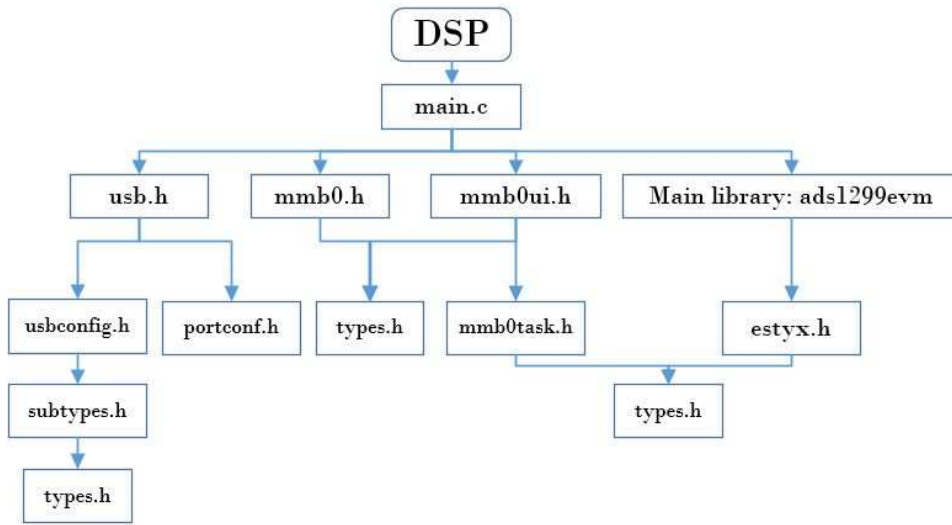 DSP
main.c
usb.h
mmb0.h
mmb0ui.h
Main library: ads1299evm
usbconfig.h
portconf.h
types.h
mmb0task.h
estyx.h
subtypes.h
types.h
types.h